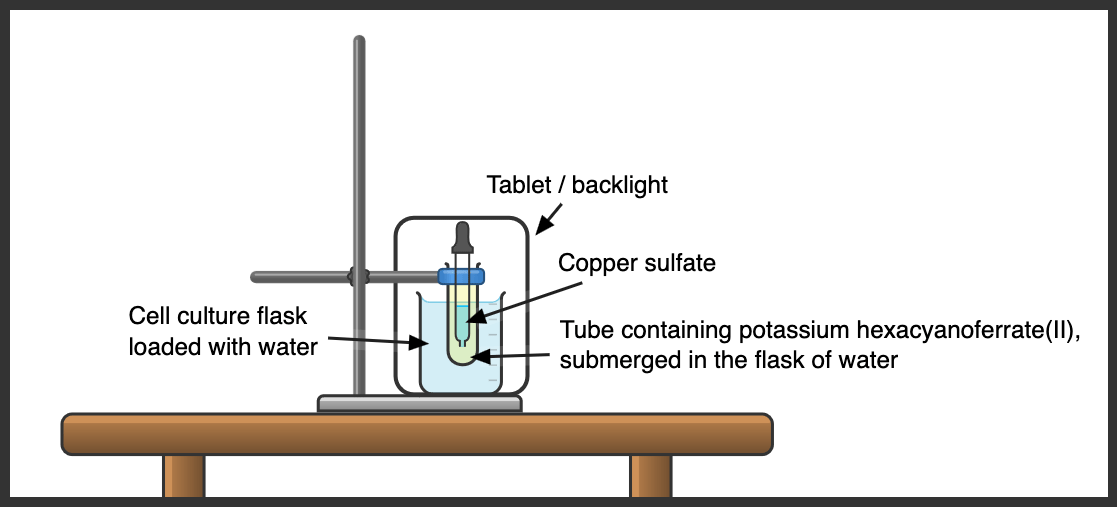 Tablet / backlight
Copper sulfate
Cell culture flask
loaded with water
Tube containing potassium hexacyanoferrate(II),
submerged in the flask of water